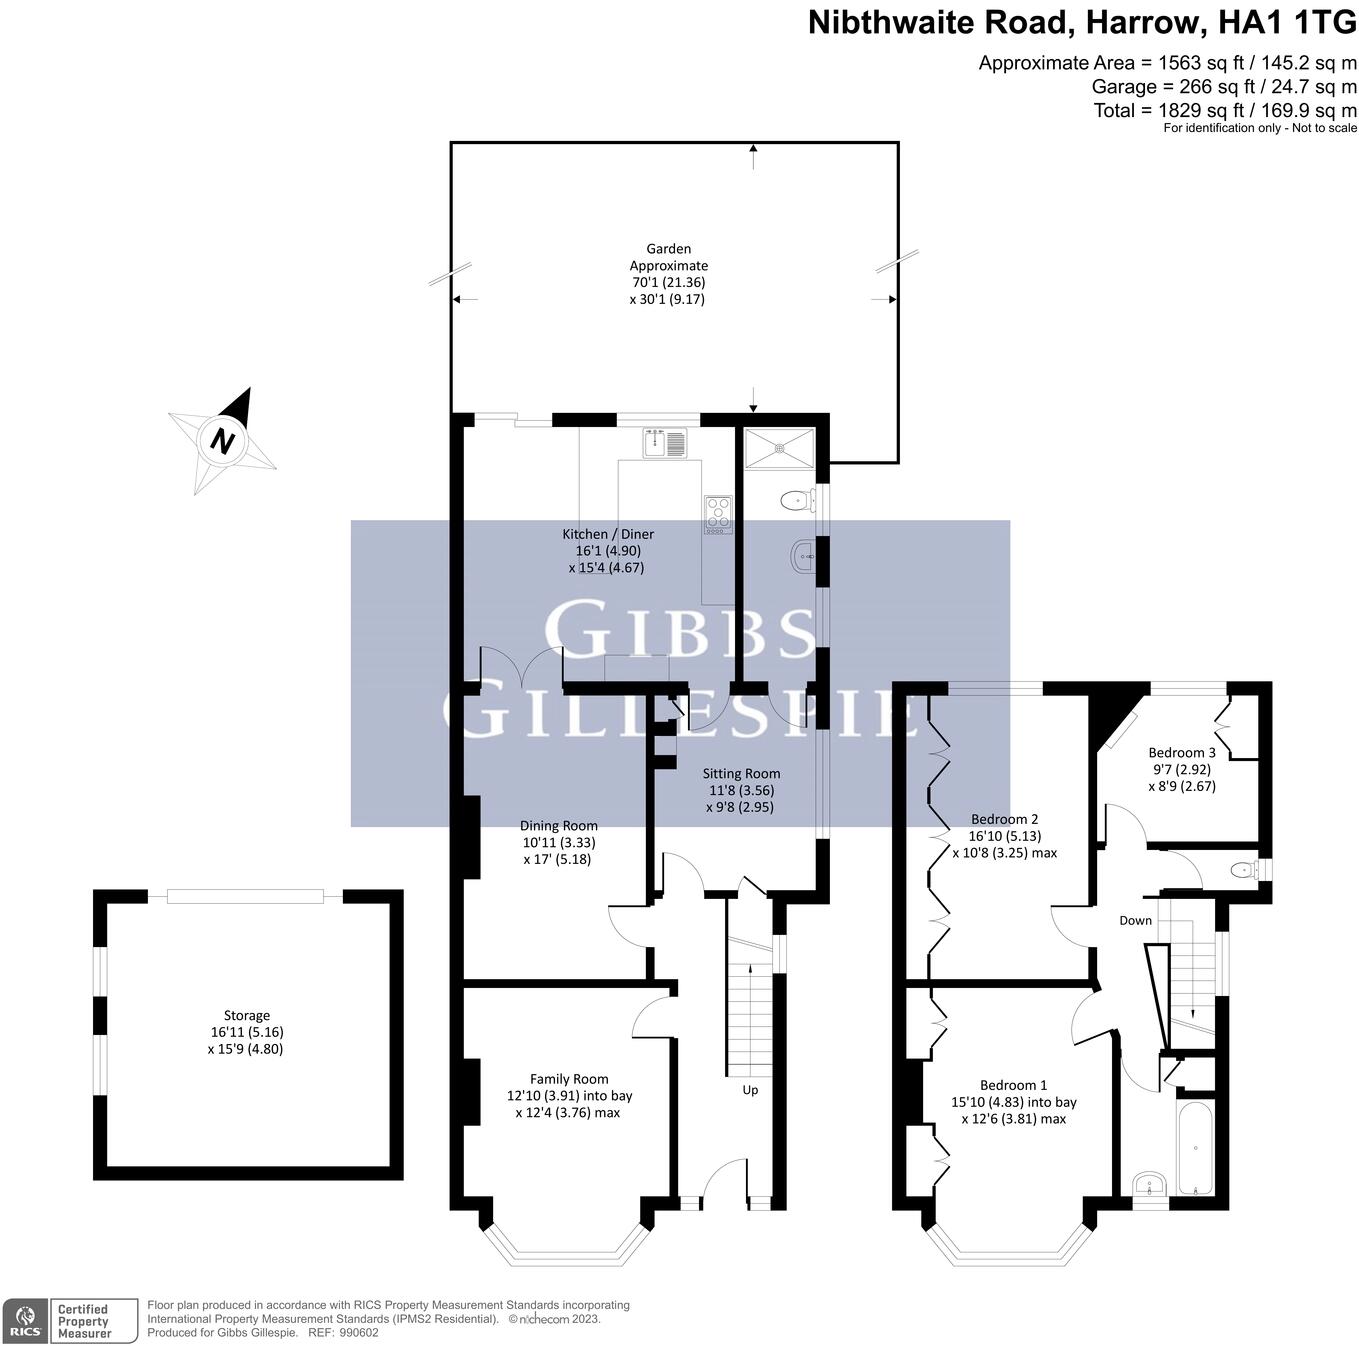 Nibthwaite Road, Harrow, HA1 1TG
Approximate Area = 1563 sq ft / 145.2 sq m
Garage = 266 sq ft / 24.7 sq m
Total = 1829 sq ft / 169.9 sq m
For identification only - Not to scale
Garden
Approximate
70'1 (21.36)
x 30'1 (9.17)
N
Kitchen / Diner
16'1 (4.90)
x 15'4 (4.67)
GIBBS
GILLESPIE
Sitting Room
11'8 (3.56)
x 9'8 (2.95)
Dining Room
10'11 (3.33)
x 17' (5.18)
Bedroom 3
9'7 (2.92)
x 8'9 (2.67)
Bedroom 2
16'10 (5.13)
x 10'8 (3.25) max
Down
Storage
16'11 (5.16)
x 15'9 (4.80)
Family Room
12'10 (3.91) into bay
x 12'4 (3.76) max
Up
Bedroom 1
15'10 (4.83) into bay
x 12'6 (3.81) max
RICS
Certified
Property
Measurer
Floor plan produced in accordance with RICS Property Measurement Standards incorporating
International Property Measurement Standards (IPMS2 Residential). © nichecom 2023.
Produced for Gibbs Gillespie. REF: 990602